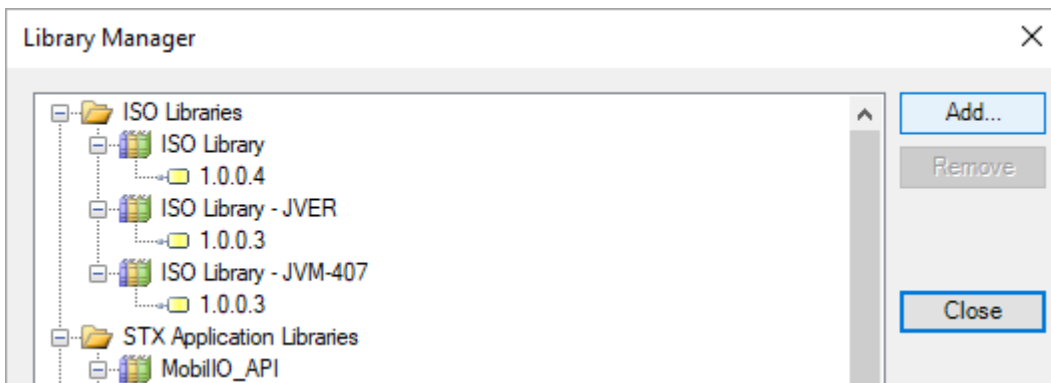 Library Manager
ISO Libraries
Add...
ISO Library
1.0.0.4
Remove
ISO Library - JVER
1.0.0.3
ISO Library - JVM-407
1.0.0.3
Close
STX Application Libraries
MobilIO_API